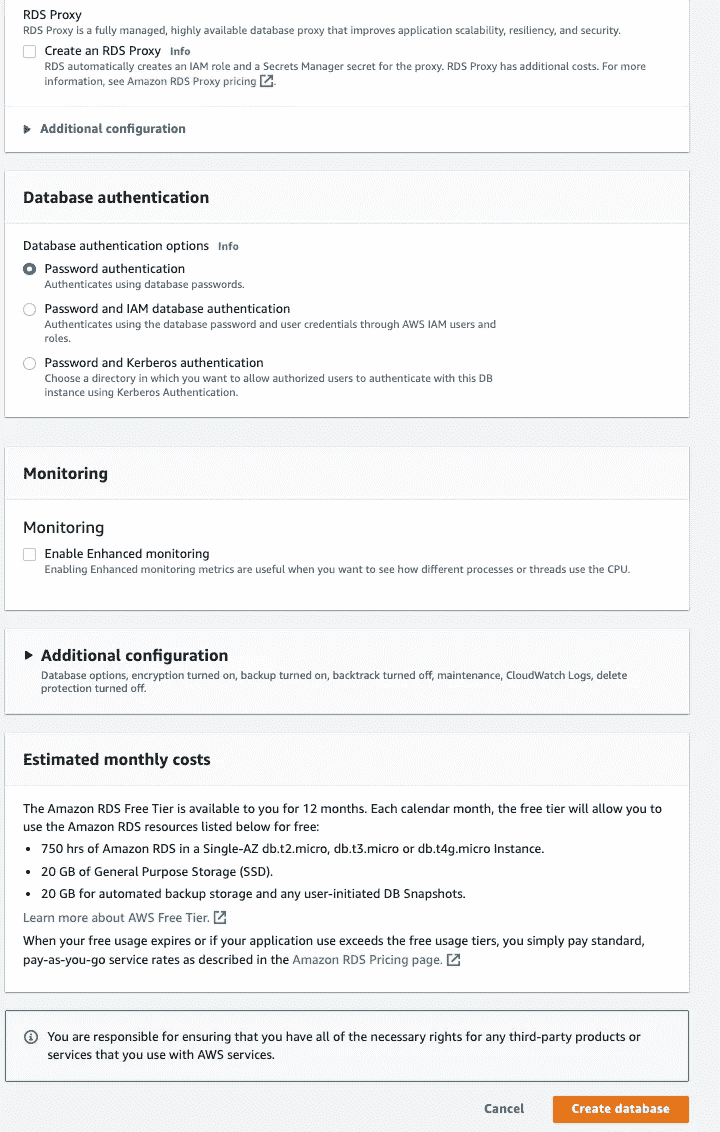 RDS Proxy
RDS Proxy is a fully managed, highly available database proxy that improves application scalability, resiliency, and security.
Create an RDS Proxy Info
RDS automatically creates an IAM role and a Secrets Manager secret for the proxy. RDS Proxy has additional costs. For more
information, see Amazon RDS Proxy pricing.
Additional configuration
Database authentication
Database authentication options Info
Password authentication
Authenticates using database passwords.
Password and IAM database authentication
Authenticates using the database password and user credentials through AWS IAM users and
roles.
Password and Kerberos authentication
Choose a directory in which you want to allow authorized users to authenticate with this DB
instance using Kerberos Authentication.
Monitoring
Monitoring
Enable Enhanced monitoring
Enabling Enhanced monitoring metrics are useful when you want to see how different processes or threads use the CPU.
Additional configuration
Database options, encryption turned on, backup turned on, backtrack turned off, maintenance, CloudWatch Logs, delete
protection turned off.
Estimated monthly costs
The Amazon RDS Free Tier is available to you for 12 months. Each calendar month, the free tier will allow you to
use the Amazon RDS resources listed below for free:
• 750 hrs of Amazon RDS in a Single-AZ db.t2.micro, db.t3.micro or db.t4g.micro Instance.
• 20 GB of General Purpose Storage (SSD).
• 20 GB for automated backup storage and any user-initiated DB Snapshots.
Learn more about AWS Free Tier.
When your free usage expires or if your application use exceeds the free usage tiers, you simply pay standard,
pay-as-you-go service rates as described in the Amazon RDS Pricing page.
You are responsible for ensuring that you have all of the necessary rights for any third-party products or
services that you use with AWS services.
Cancel Create database